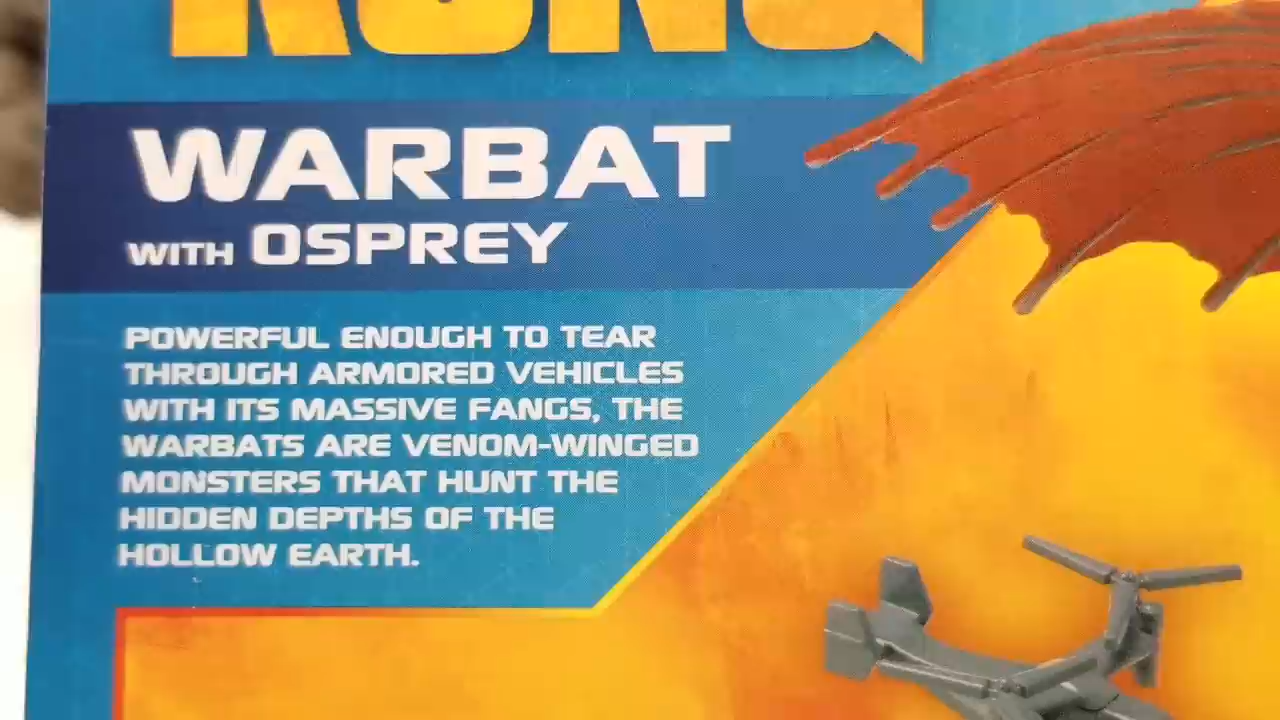 KONG
WARBAT
WITH OSPREY
POWERFUL ENOUGH TO TEAR
THROUGH ARMORED VEHICLES
WITH ITS MASSIVE FANGS, THE
WARBATS ARE VENOM-WINGED
MONSTERS THAT HUNT THE
HIDDEN DEPTHS OF THE
HOLLOW EARTH.